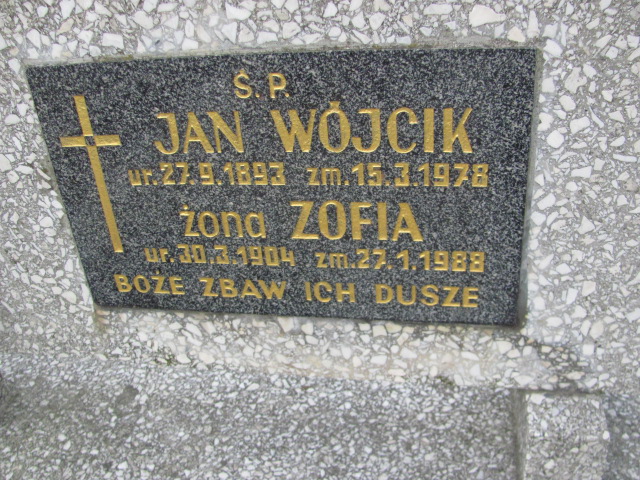 Ś. P.
JAN WÓJCIK
ur. 27.9.1893 zm. 15.3.1978
żona ZOFIA
ur. 30.3.1904 zm. 27.1.1988
BOŻE ZBAW ICH DUSZE